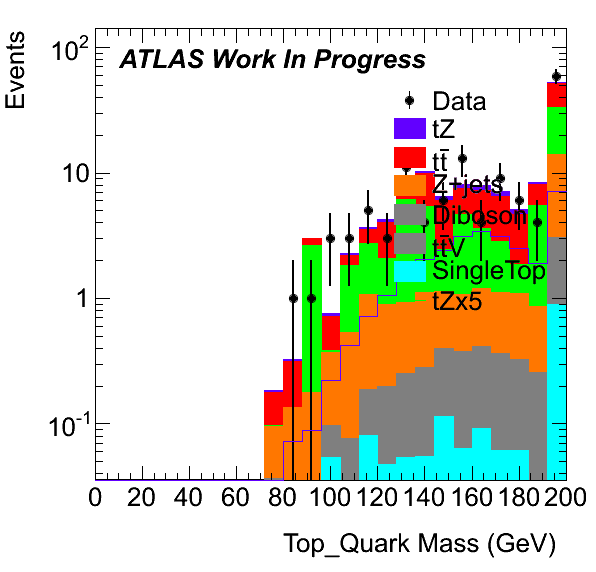 Events
10²
10
1
10⁻¹
ATLAS Work In Progress
Data
tZ
tt̄
Z+jets
Diboson
tt̄V
SingleTop
tZx5
0 20 40 60 80 100 120 140 160 180 200
Top_Quark Mass (GeV)